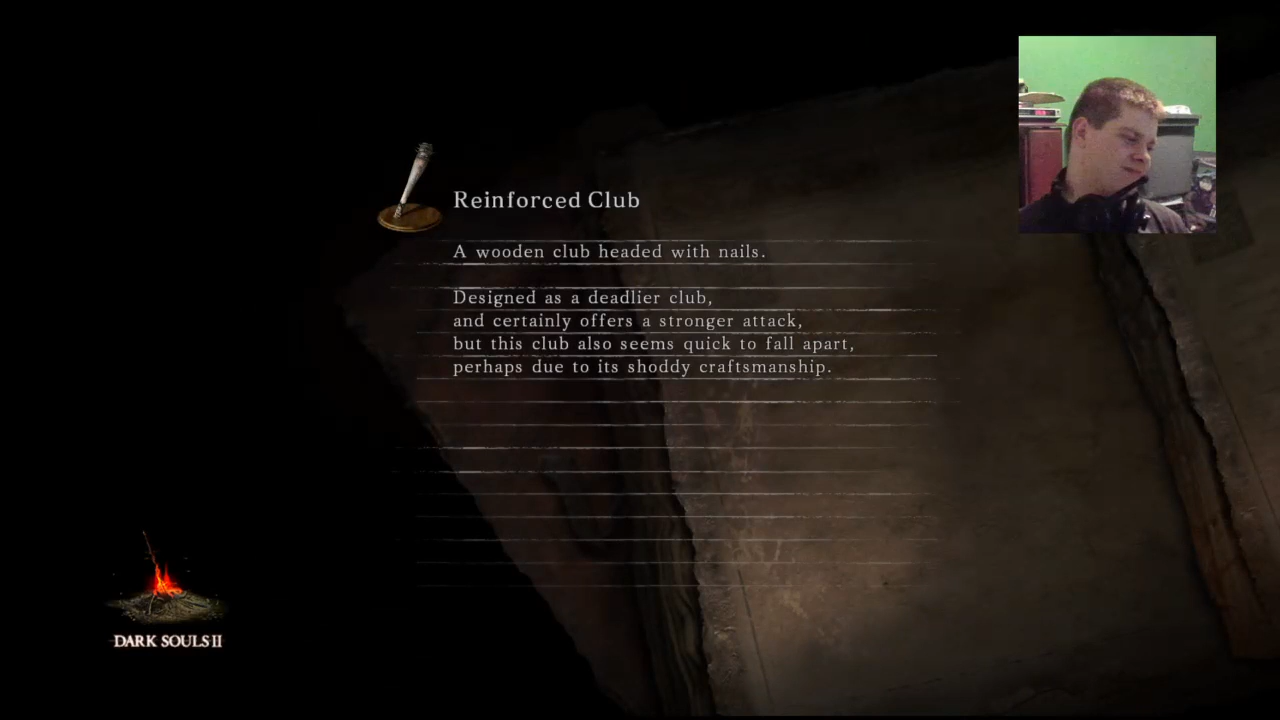 Reinforced Club
A wooden club headed with nails.
Designed as a deadlier club,
and certainly offers a stronger attack,
but this club also seems quick to fall apart,
perhaps due to its shoddy craftsmanship.
DARK SOULS II